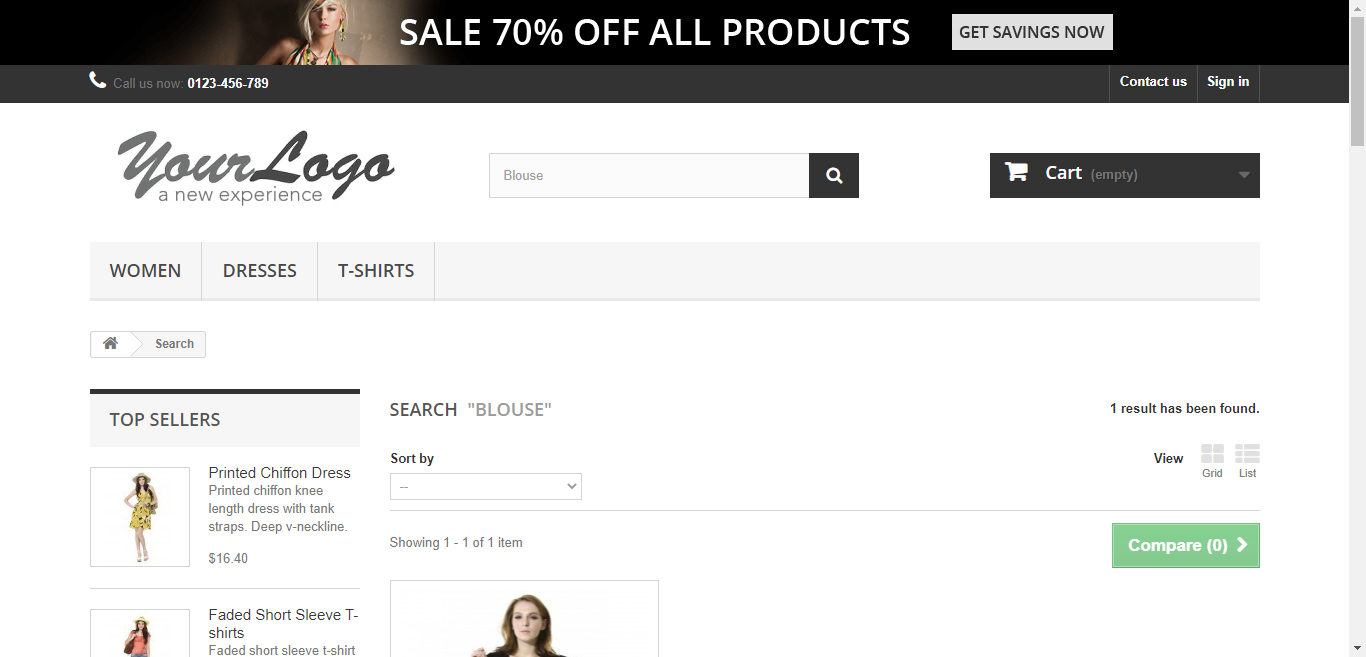 SALE 70% OFF ALL PRODUCTS
GET SAVINGS NOW
Call us now: 0123-456-789
Contact us
Sign in
YourLogo
a new experience
Blouse
Cart (empty)
WOMEN
DRESSES
T-SHIRTS
Search
TOP SELLERS
Printed Chiffon Dress
Printed chiffon knee
length dress with tank
straps. Deep v-neckline.
$16.40
Faded Short Sleeve T-
shirts
Faded short sleeve t-shirt
SEARCH "BLOUSE"
1 result has been found.
Sort by
--
View
Grid
List
Showing 1 - 1 of 1 item
Compare (0)